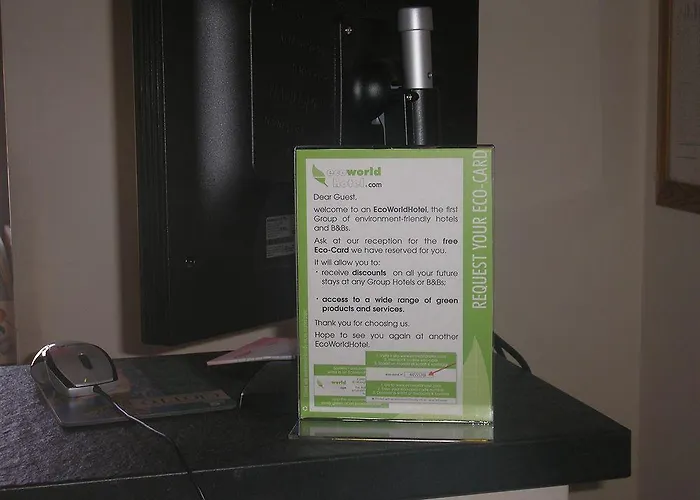 ecoworld
hotel.com
Dear Guest,
welcome to an EcoWorldHotel, the first
Group of environment-friendly hotels
and B&Bs.
Ask at our reception for the free
Eco-Card we have reserved for you.
It will allow you to:
· receive discounts on all your future
stays at any Group Hotels or B&Bs;
· access to a wide range of green
products and services.
Thank you for choosing us.
Hope to see you again at another
EcoWorldHotel.
REQUEST YOUR ECO-CARD